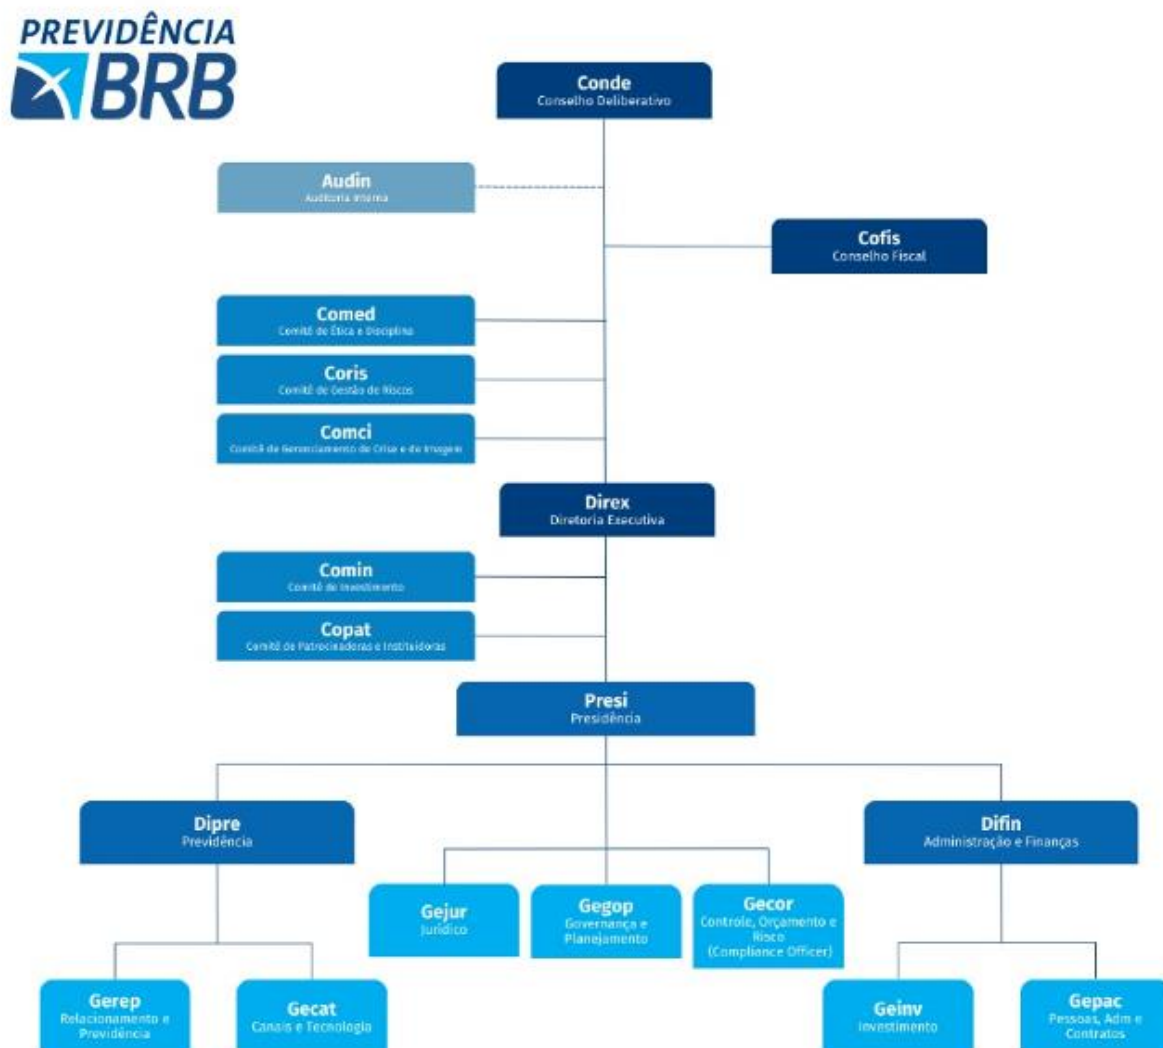 PREVIDÊNCIA
BRB
Conde
Conselho Deliberativo
Audin
Auditoria Interna
Cofis
Conselho Fiscal
Comed
Comitê de Ética e Disciplina
Coris
Comitê de Gestão de Riscos
Comci
Comitê de Gerenciamento de Crise e de Imagem
Direx
Diretoria Executiva
Comin
Comitê de Investimento
Copat
Comitê de Patrocinadoras e Instituidoras
Presi
Presidência
Dipre
Previdência
Difin
Administração e Finanças
Gejur
Jurídico
Gegop
Governança e
Planejamento
Gecor
Controle, Orçamento e
Risco
(Compliance Officer)
Gerep
Relacionamento e
Previdência
Gecat
Canais e Tecnologia
Geinv
Investimento
Gepac
Pessoas, Adm e
Contratos